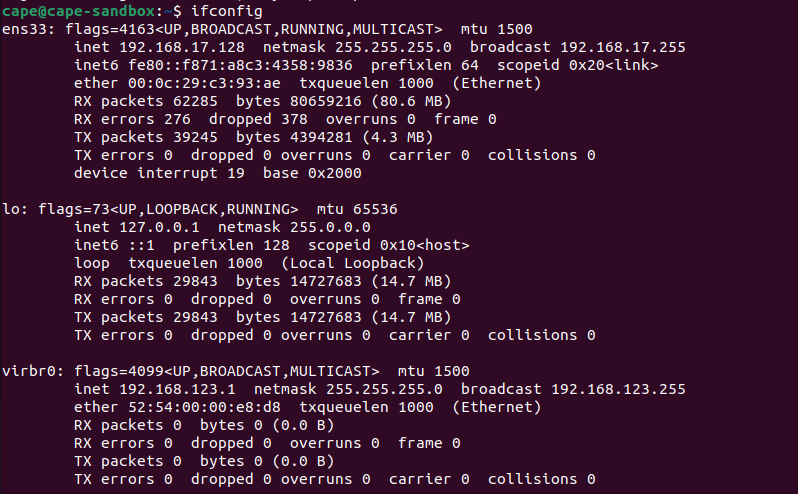 cape@cape-sandbox:~$ ifconfig
ens33: flags=4163<UP,BROADCAST,RUNNING,MULTICAST>  mtu 1500
        inet 192.168.17.128  netmask 255.255.255.0  broadcast 192.168.17.255
        inet6 fe80::f871:a8c3:4358:9836  prefixlen 64  scopeid 0x20<link>
        ether 00:0c:29:c3:93:ae  txqueuelen 1000  (Ethernet)
        RX packets 62285  bytes 80659216 (80.6 MB)
        RX errors 276  dropped 378  overruns 0  frame 0
        TX packets 39245  bytes 4394281 (4.3 MB)
        TX errors 0  dropped 0 overruns 0  carrier 0  collisions 0
        device interrupt 19  base 0x2000

lo: flags=73<UP,LOOPBACK,RUNNING>  mtu 65536
        inet 127.0.0.1  netmask 255.0.0.0
        inet6 ::1  prefixlen 128  scopeid 0x10<host>
        loop  txqueuelen 1000  (Local Loopback)
        RX packets 29843  bytes 14727683 (14.7 MB)
        RX errors 0  dropped 0  overruns 0  frame 0
        TX packets 29843  bytes 14727683 (14.7 MB)
        TX errors 0  dropped 0 overruns 0  carrier 0  collisions 0

virbr0: flags=4099<UP,BROADCAST,MULTICAST>  mtu 1500
        inet 192.168.123.1  netmask 255.255.255.0  broadcast 192.168.123.255
        ether 52:54:00:00:e8:d8  txqueuelen 1000  (Ethernet)
        RX packets 0  bytes 0 (0.0 B)
        RX errors 0  dropped 0  overruns 0  frame 0
        TX packets 0  bytes 0 (0.0 B)
        TX errors 0  dropped 0 overruns 0  carrier 0  collisions 0